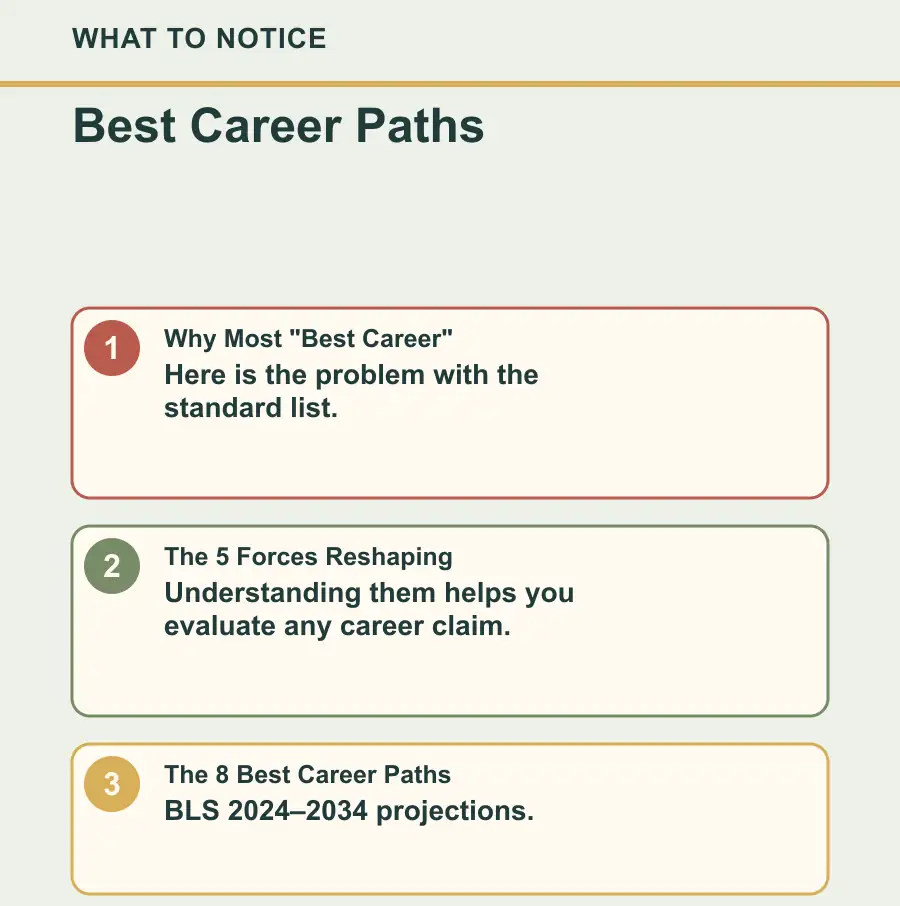 WHAT TO NOTICE
Best Career Paths
1
Why Most "Best Career"
Here is the problem with the
standard list.
2
The 5 Forces Reshaping
Understanding them helps you
evaluate any career claim.
3
The 8 Best Career Paths
BLS 2024–2034 projections.